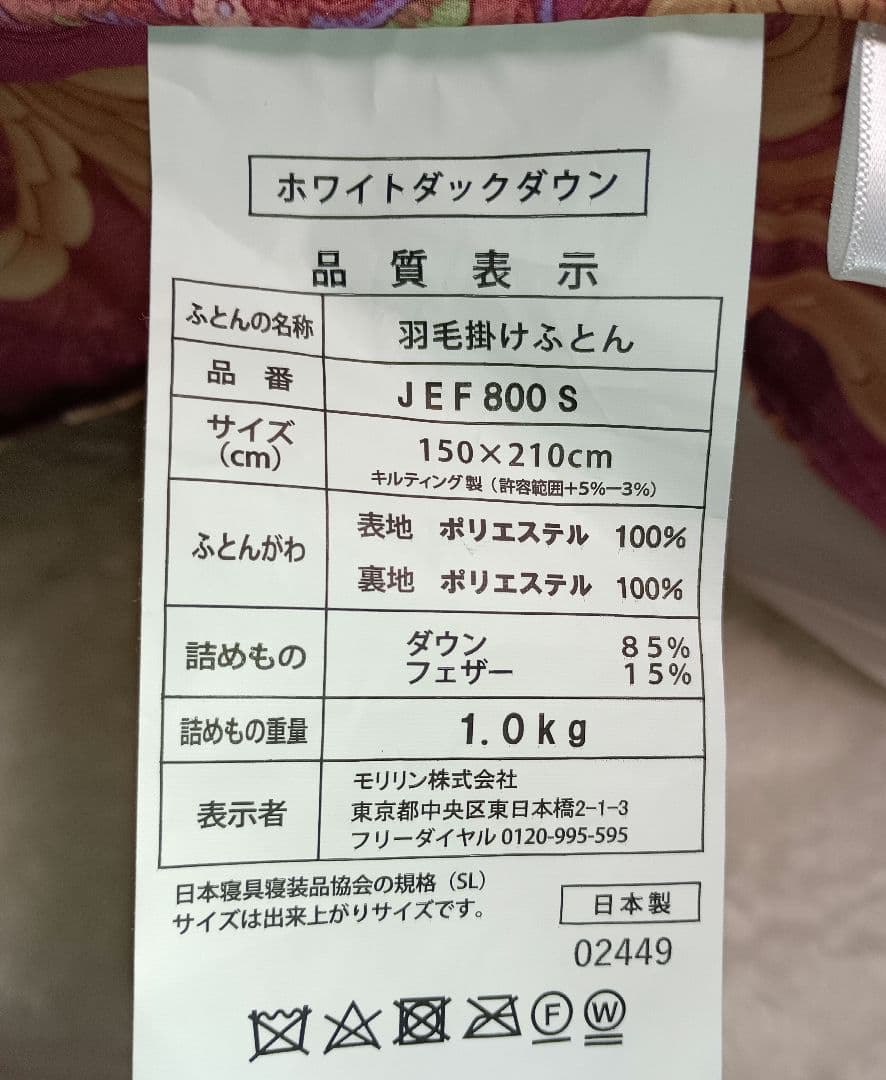 ホワイトダックダウン
品質表示
ふとんの名称 羽毛掛けふとん
品番 JEF800S
サイズ(cm) 150×210cm
キルティング製(許容範囲+5%ー3%)
ふとんがわ 表地 ポリエステル 100%
裏地 ポリエステル 100%
詰めもの ダウン 85%
フェザー 15%
詰めもの重量 1.0kg
表示者 モリリン株式会社
東京都中央区東日本橋2-1-3
フリーダイヤル 0120-995-595
日本寝具寝装品協会の規格(SL)
サイズは出来上がりサイズです。
日本製
02449
F W